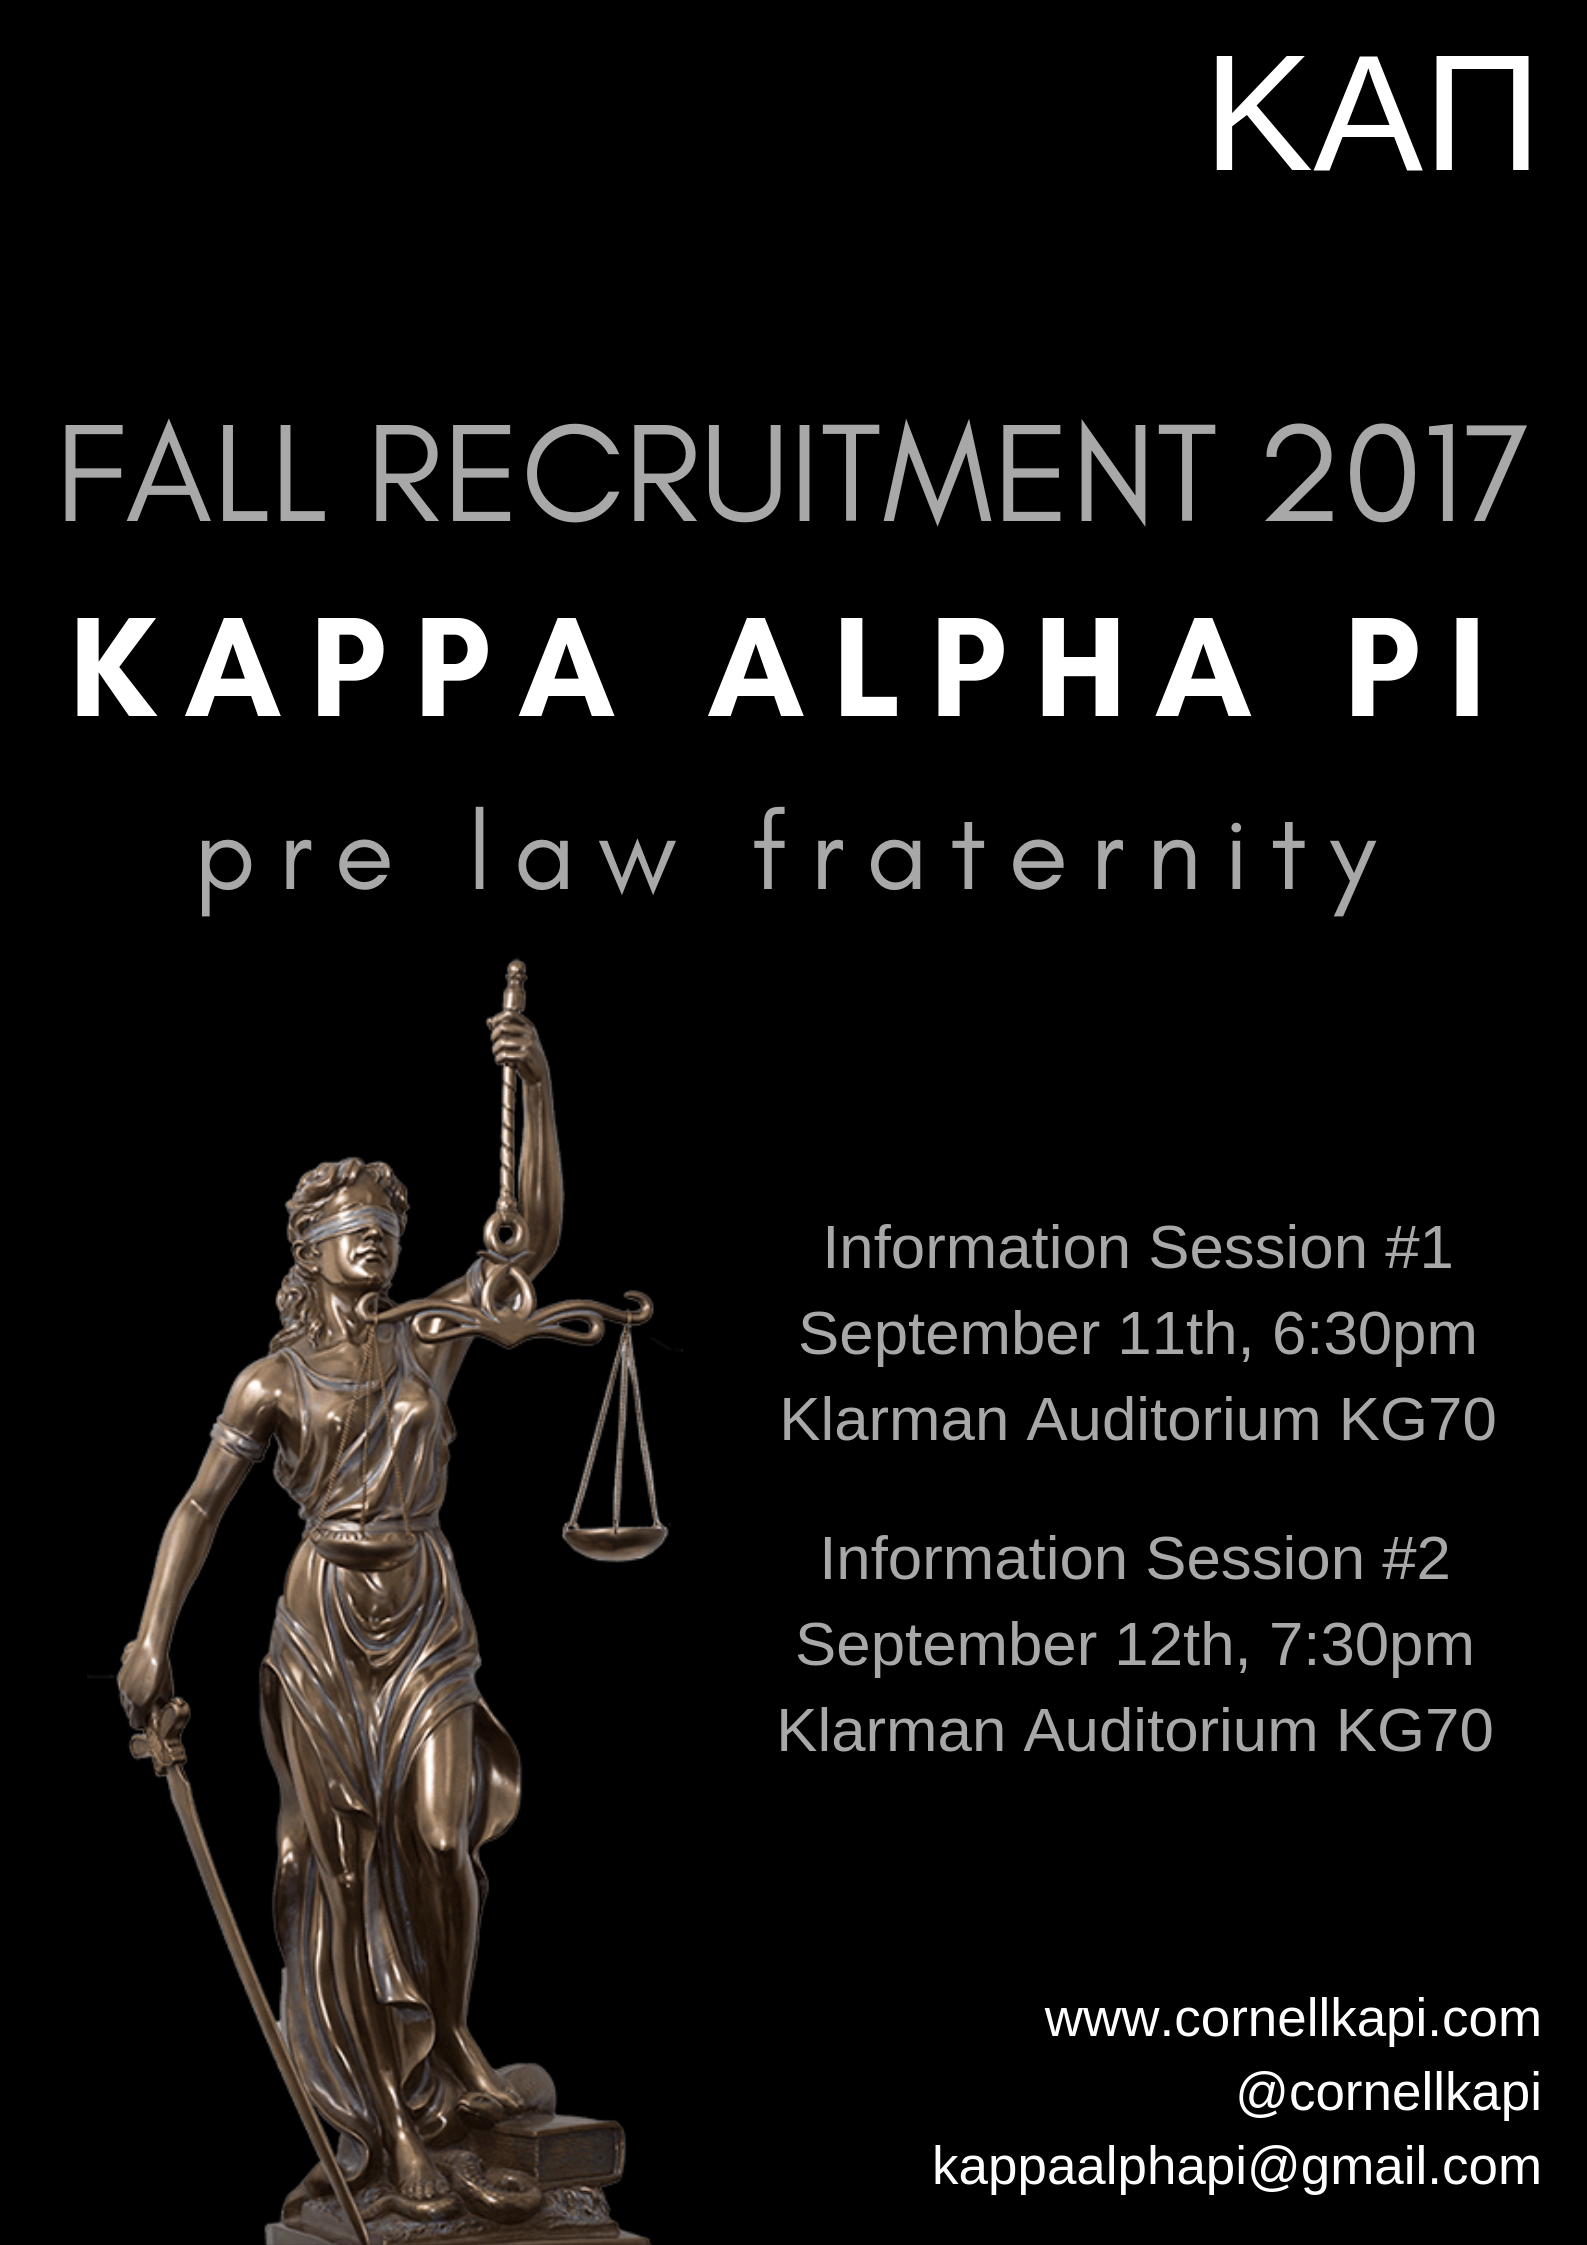 ΚΑΠ
FALL RECRUITMENT 2017
KAPPA ALPHA PI
pre law fraternity
Information Session #1
September 11th, 6:30pm
Klarman Auditorium KG70
Information Session #2
September 12th, 7:30pm
Klarman Auditorium KG70
www.cornellkapi.com
@cornellkapi
kappaalphapi@gmail.com